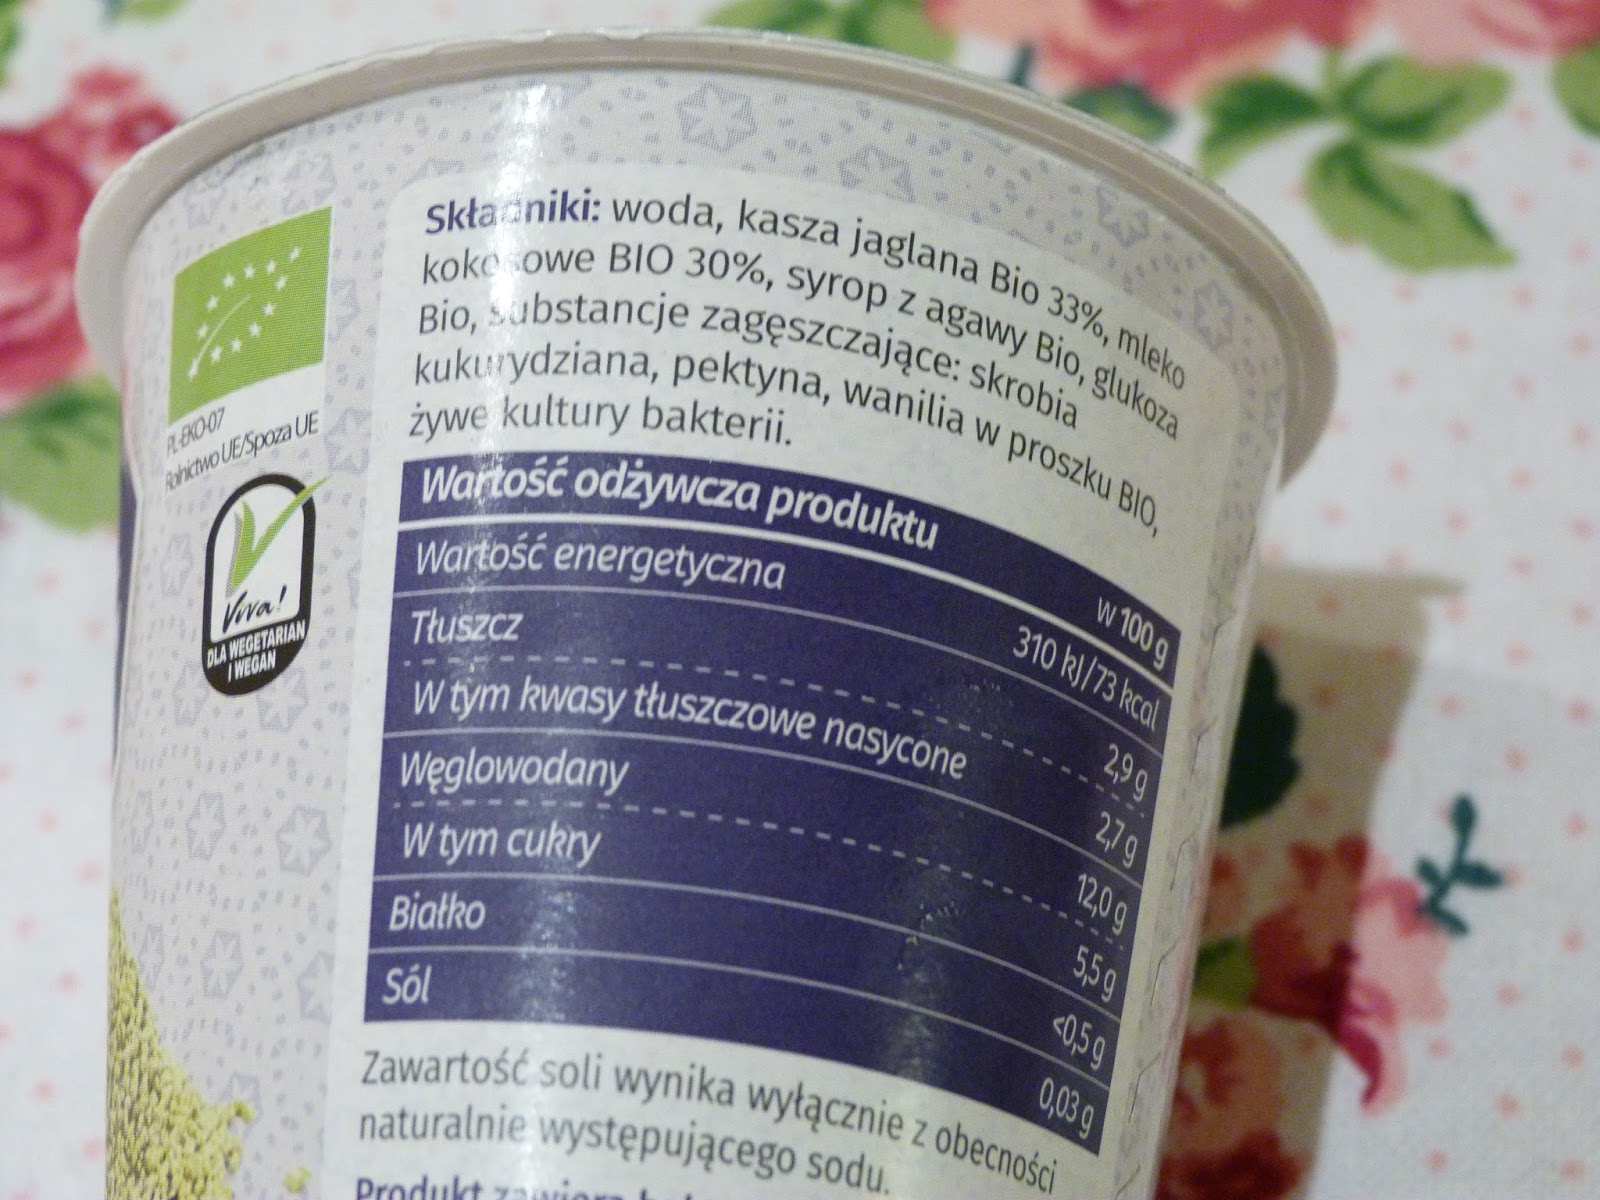 Składniki: woda, kasza jaglana Bio 33%, mleko
kokosowe BIO 30%, syrop z agawy Bio, glukoza
Bio, substancje zagęszczające: skrobia
kukurydziana, pektyna, wanilia w proszku BIO,
żywe kultury bakterii.
PL-EKO-07
Rolnictwo UE/Spoza UE
Viva!
DLA WEGETARIAN
I WEGAN
Wartość odżywcza produktu w 100 g
Wartość energetyczna 310 kJ/73 kcal
Tłuszcz 2,9 g
W tym kwasy tłuszczowe nasycone 2,7 g
Węglowodany 12,0 g
W tym cukry 5,5 g
Białko <0,5 g
Sól 0,03 g
Zawartość soli wynika wyłącznie z obecności
naturalnie występującego sodu.
Produkt zawiera